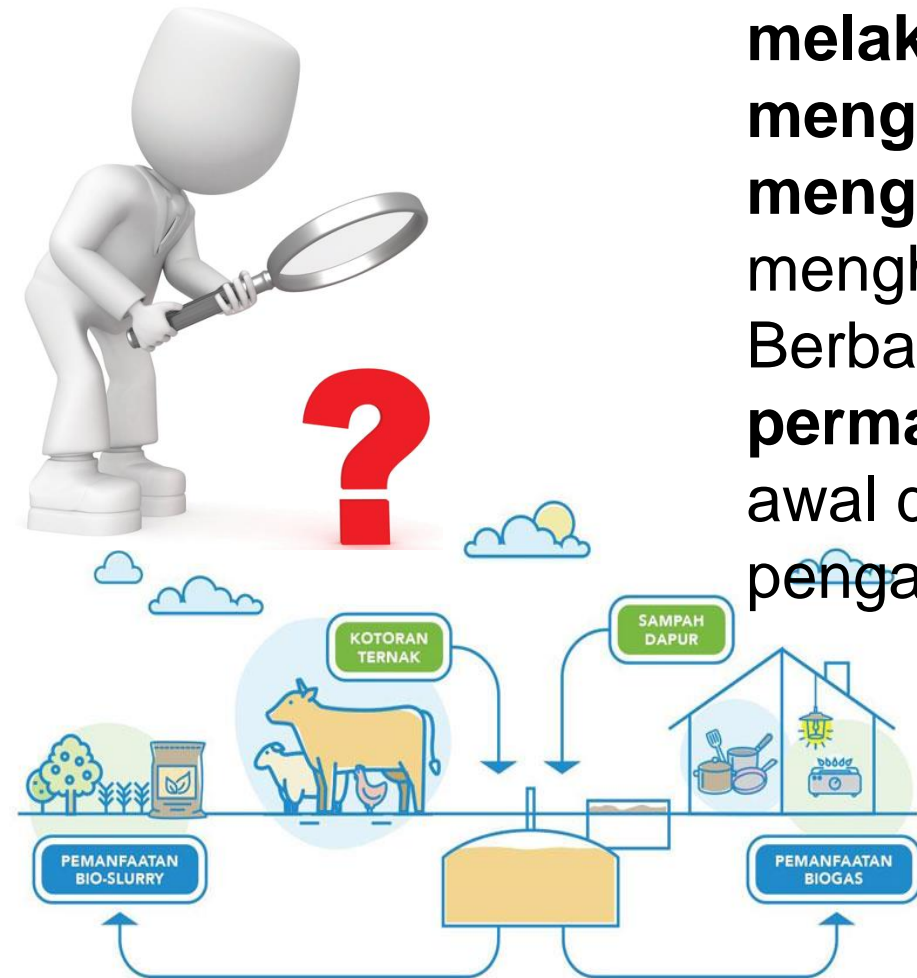 melak
meng
meng
mengh
Berba
perma
awal
penga
?
KOTORAN
TERNAK
SAMPAH
DAPUR
PEMANFAATAN
BIO-SLURRY
PEMANFAATAN
BIOGAS